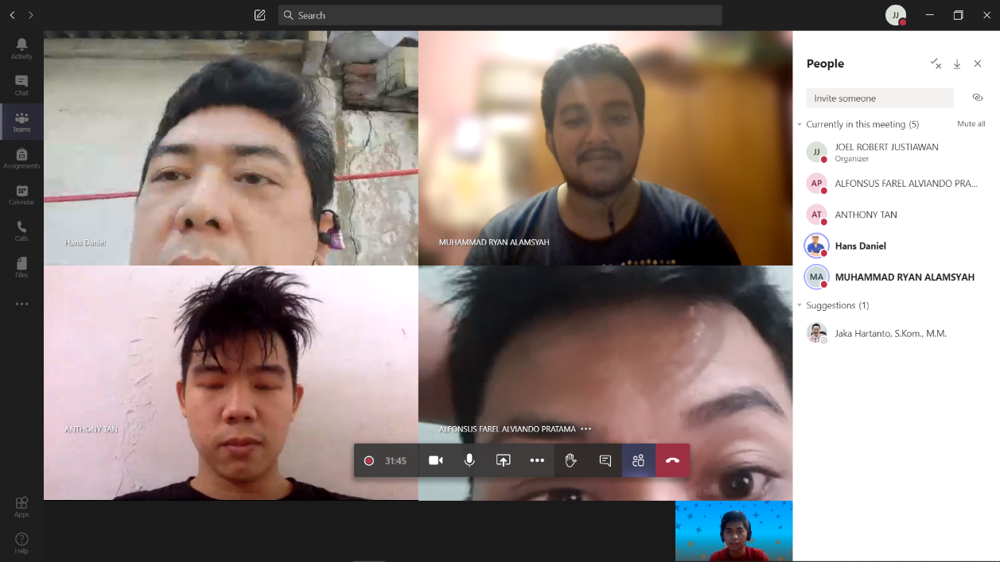 Search
JJ
Activity
Chat
Teams
Assignments
Calendar
Calls
Files
Apps
Help
Hans Daniel
MUHAMMAD RYAN ALAMSYAH
ANTHONY TAN
ALFONSUS FAREL ALVIANDO PRATAMA
31:45
People
Invite someone
Currently in this meeting (5)
Mute all
JJ
JOEL ROBERT JUSTIAWAN
Organizer
AP
ALFONSUS FAREL ALVIANDO PRA...
AT
ANTHONY TAN
Hans Daniel
MA
MUHAMMAD RYAN ALAMSYAH
Suggestions (1)
Jaka Hartanto, S.Kom., M.M.